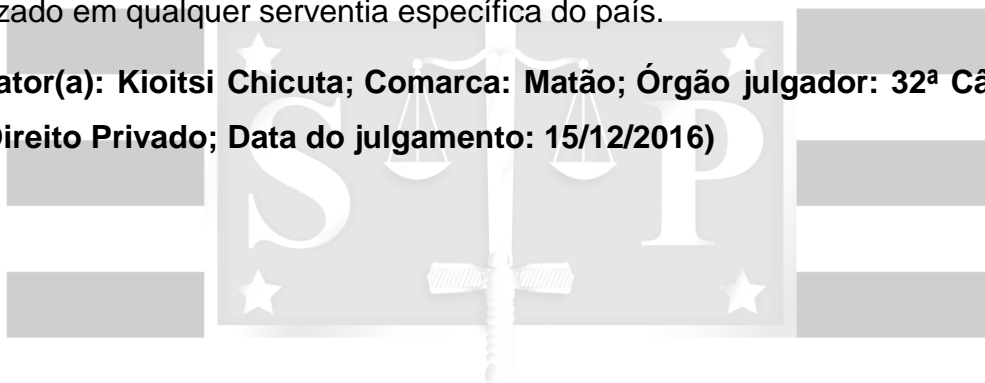 zado em qualquer serventia específica do país.
ator(a): Kioitsi Chicuta; Comarca: Matão; Órgão julgador: 32ª Câ
Direito Privado; Data do julgamento: 15/12/2016)
S P